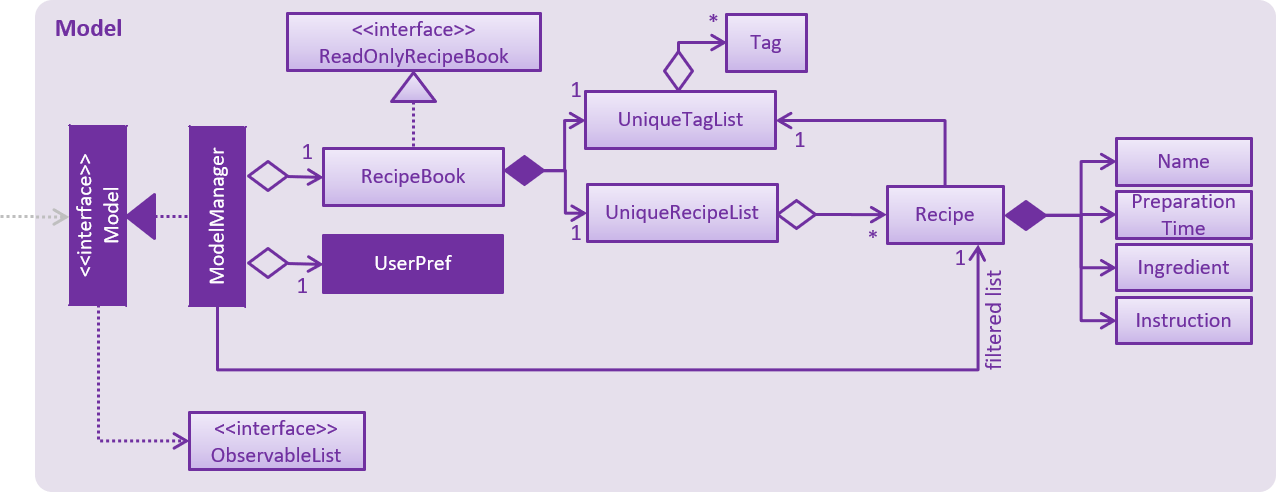 Model
<<interface>>
ReadOnlyRecipeBook
*
Tag
1
UniqueTagList
1
<<interface>>
Model
ModelManager
1
RecipeBook
1
UniqueRecipeList
*
Recipe
1
filtered list
Name
Preparation
Time
Ingredient
Instruction
1
UserPref
<<interface>>
ObservableList